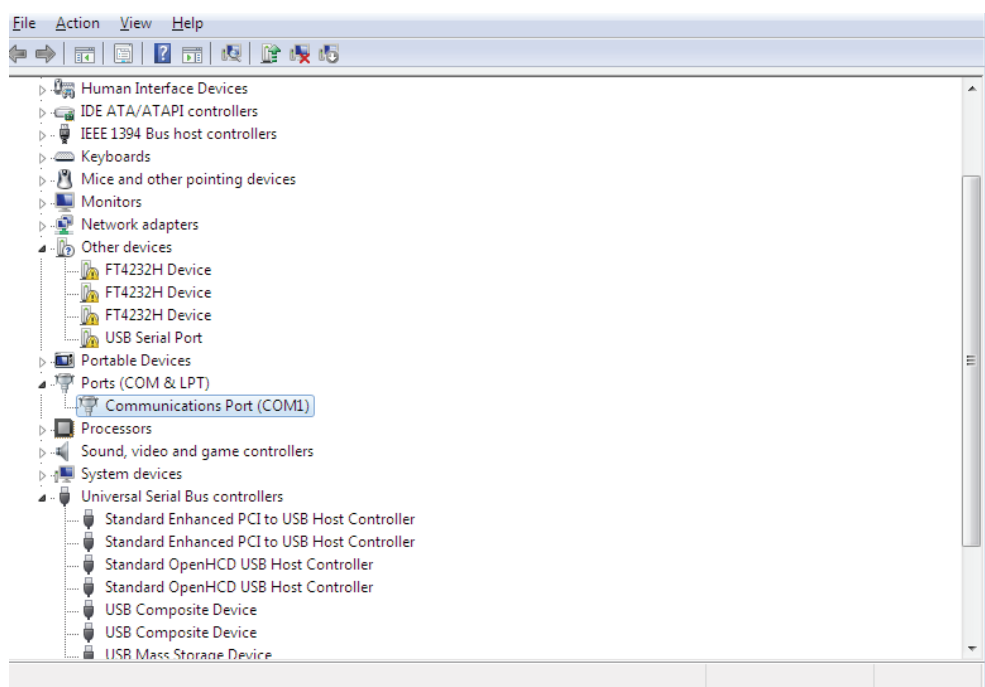 File Action View Help
Human Interface Devices
IDE ATA/ATAPI controllers
IEEE 1394 Bus host controllers
Keyboards
Mice and other pointing devices
Monitors
Network adapters
Other devices
FT4232H Device
FT4232H Device
FT4232H Device
USB Serial Port
Portable Devices
Ports (COM & LPT)
Communications Port (COM1)
Processors
Sound, video and game controllers
System devices
Universal Serial Bus controllers
Standard Enhanced PCI to USB Host Controller
Standard Enhanced PCI to USB Host Controller
Standard OpenHCD USB Host Controller
Standard OpenHCD USB Host Controller
USB Composite Device
USB Composite Device
USB Mass Storage Device